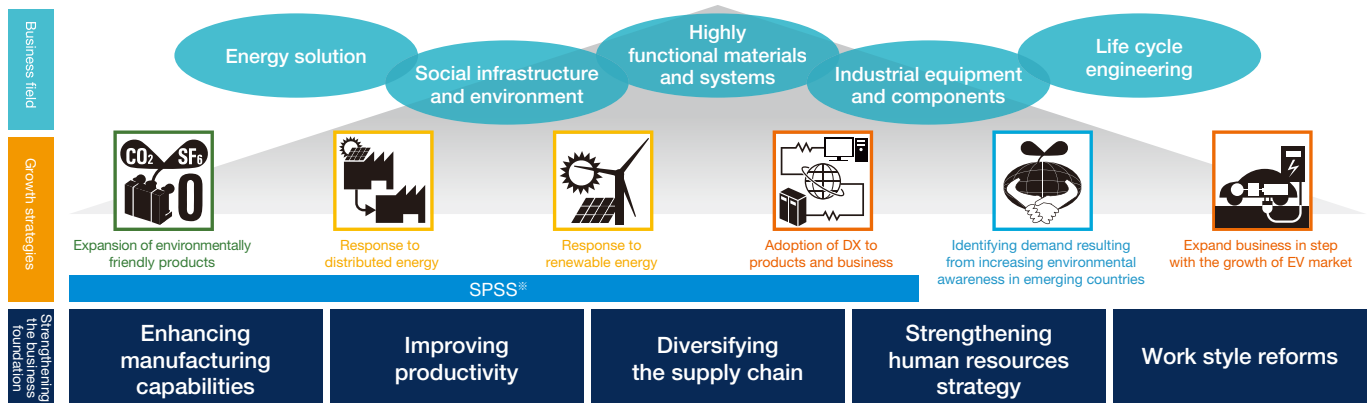 Business field
Energy solution
Social infrastructure
and environment
Highly
functional materials
and systems
Industrial equipment
and components
Life cycle
engineering
Growth strategies
CO2 SF6
0
Expansion of environmentally
friendly products
Response to
distributed energy
Response to
renewable energy
Adoption of DX to
products and business
Identifying demand resulting
from increasing environmental
awareness in emerging countries
Expand business in step
with the growth of EV market
SPSS※
Strengthening
the business
foundation
Enhancing
manufacturing
capabilities
Improving
productivity
Diversifying
the supply chain
Strengthening
human resources
strategy
Work style reforms